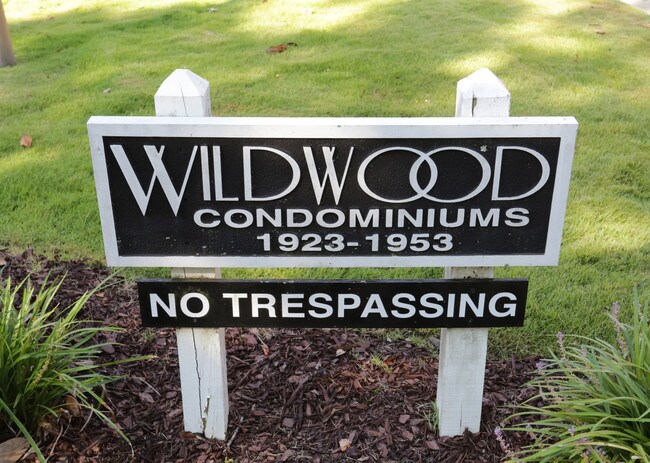 WILDWOOD
CONDOMINIUMS
1923-1953
NO TRESPASSING